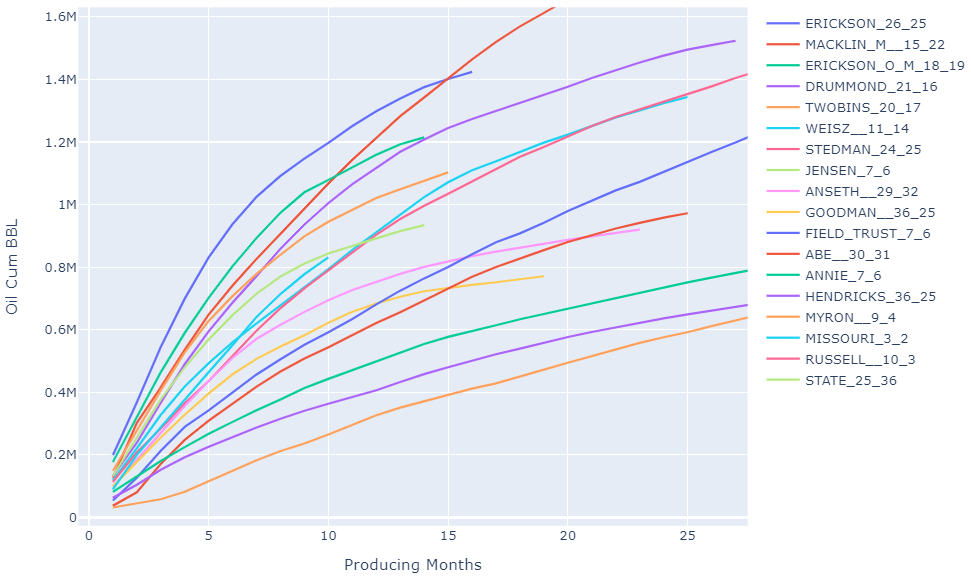 1.6M
1.4M
1.2M
1M
0.8M
0.6M
0.4M
0.2M
0
Oil Cum BBL
0 5 10 15 20 25
Producing Months
ERICKSON_26_25
MACKLIN_M__15_22
ERICKSON_O_M_18_19
DRUMMOND_21_16
TWOBINS_20_17
WEISZ__11_14
STEDMAN_24_25
JENSEN_7_6
ANSETH__29_32
GOODMAN__36_25
FIELD_TRUST_7_6
ABE__30_31
ANNIE_7_6
HENDRICKS_36_25
MYRON__9_4
MISSOURI_3_2
RUSSELL__10_3
STATE_25_36